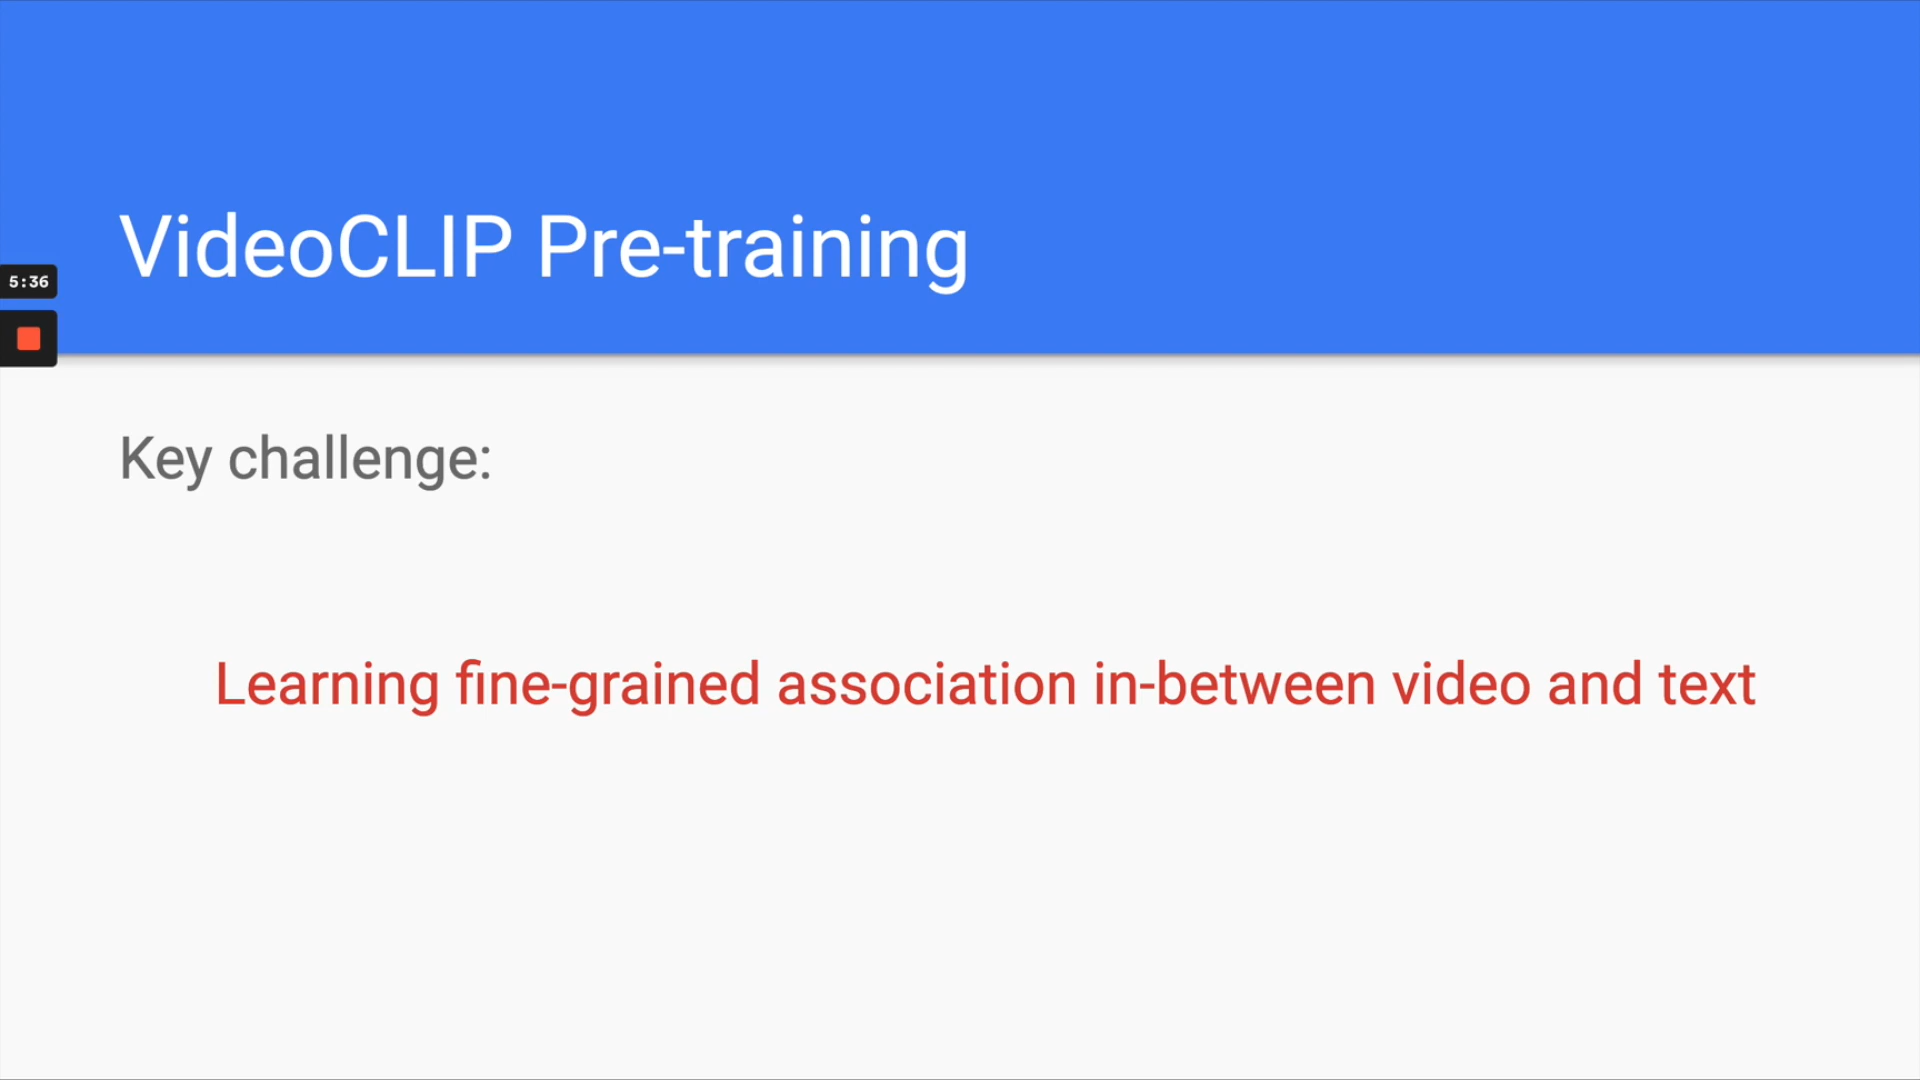 VideoCLIP Pre-training
5:36
Key challenge:
Learning fine-grained association in-between video and text